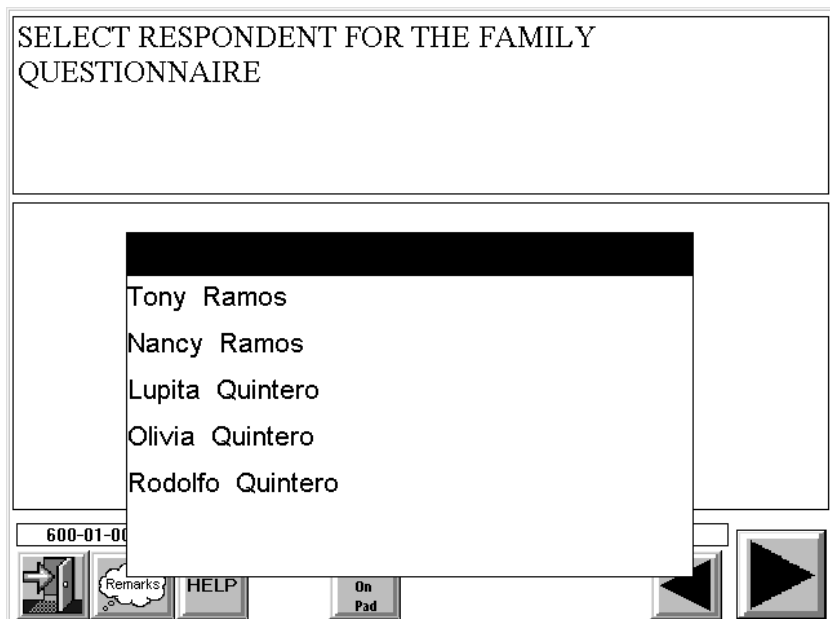 SELECT RESPONDENT FOR THE FAMILY
QUESTIONNAIRE
Tony Ramos
Nancy Ramos
Lupita Quintero
Olivia Quintero
Rodolfo Quintero
600-01-00
Remarks
HELP
On
Pad